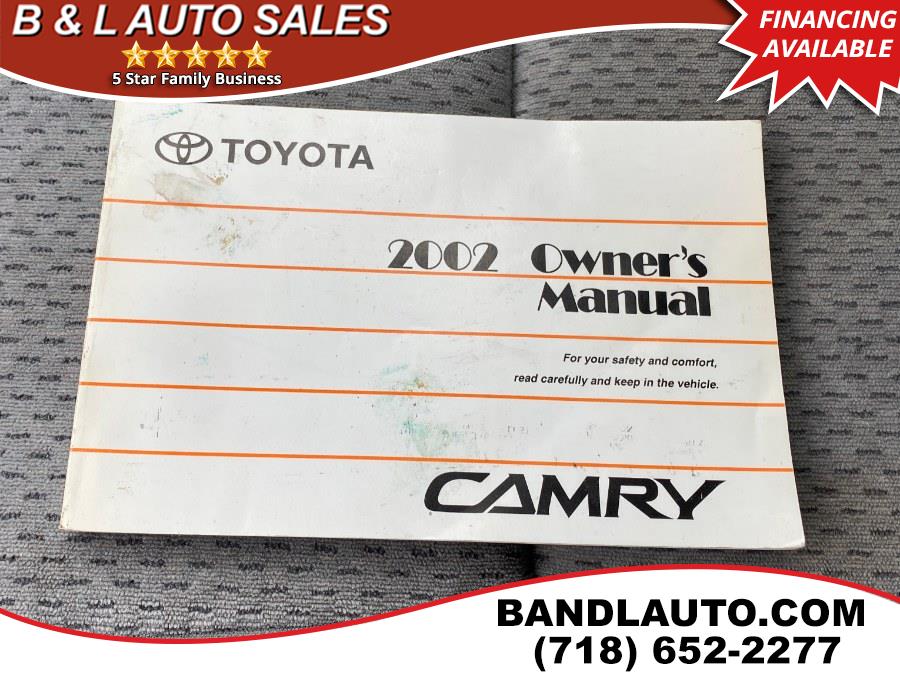 B & L AUTO SALES
5 Star Family Business
FINANCING
AVAILABLE
TOYOTA
2002 Owner's
Manual
For your safety and comfort,
read carefully and keep in the vehicle.
CAMRY
BANDLAUTO.COM
(718) 652-2277